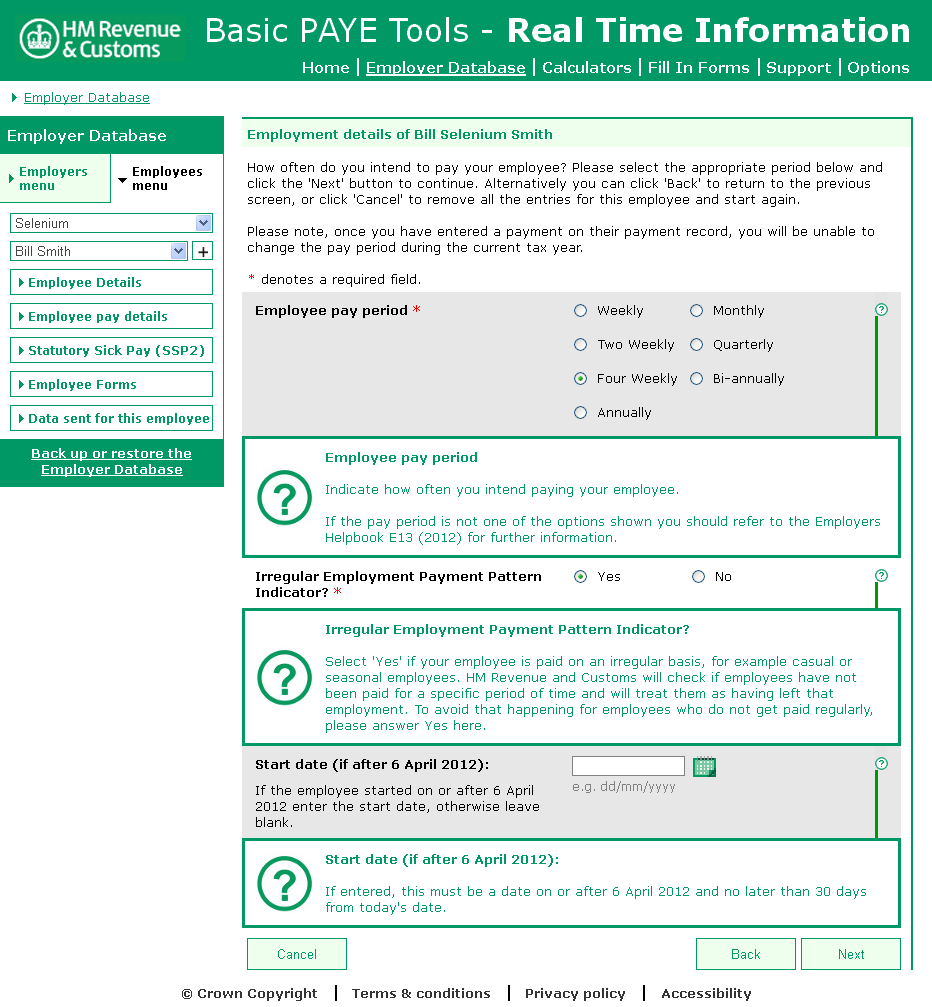 HM Revenue
& Customs
Basic PAYE Tools - Real Time Information
Home | Employer Database | Calculators | Fill In Forms | Support | Options
Employer Database
Employer Database
Employers
menu
Employees
menu
Selenium
Bill Smith
+
Employee Details
Employee pay details
Statutory Sick Pay (SSP2)
Employee Forms
Data sent for this employee
Back up or restore the
Employer Database
Employment details of Bill Selenium Smith
How often do you intend to pay your employee? Please select the appropriate period below and
click the 'Next' button to continue. Alternatively you can click 'Back' to return to the previous
screen, or click 'Cancel' to remove all the entries for this employee and start again.
Please note, once you have entered a payment on their payment record, you will be unable to
change the pay period during the current tax year.
* denotes a required field.
Employee pay period *
Weekly
Monthly
?
Two Weekly
Quarterly
Four Weekly
Bi-annually
Annually
?
Employee pay period
Indicate how often you intend paying your employee.
If the pay period is not one of the options shown you should refer to the Employers
Helpbook E13 (2012) for further information.
Irregular Employment Payment Pattern
Indicator? *
Yes
No
?
?
Irregular Employment Payment Pattern Indicator?
Select 'Yes' if your employee is paid on an irregular basis, for example casual or
seasonal employees. HM Revenue and Customs will check if employees have not
been paid for a specific period of time and will treat them as having left that
employment. To avoid that happening for employees who do not get paid regularly,
please answer Yes here.
Start date (if after 6 April 2012):
?
e.g. dd/mm/yyyy
If the employee started on or after 6 April
2012 enter the start date, otherwise leave
blank.
?
Start date (if after 6 April 2012):
If entered, this must be a date on or after 6 April 2012 and no later than 30 days
from today's date.
Cancel
Back
Next
© Crown Copyright | Terms & conditions | Privacy policy | Accessibility